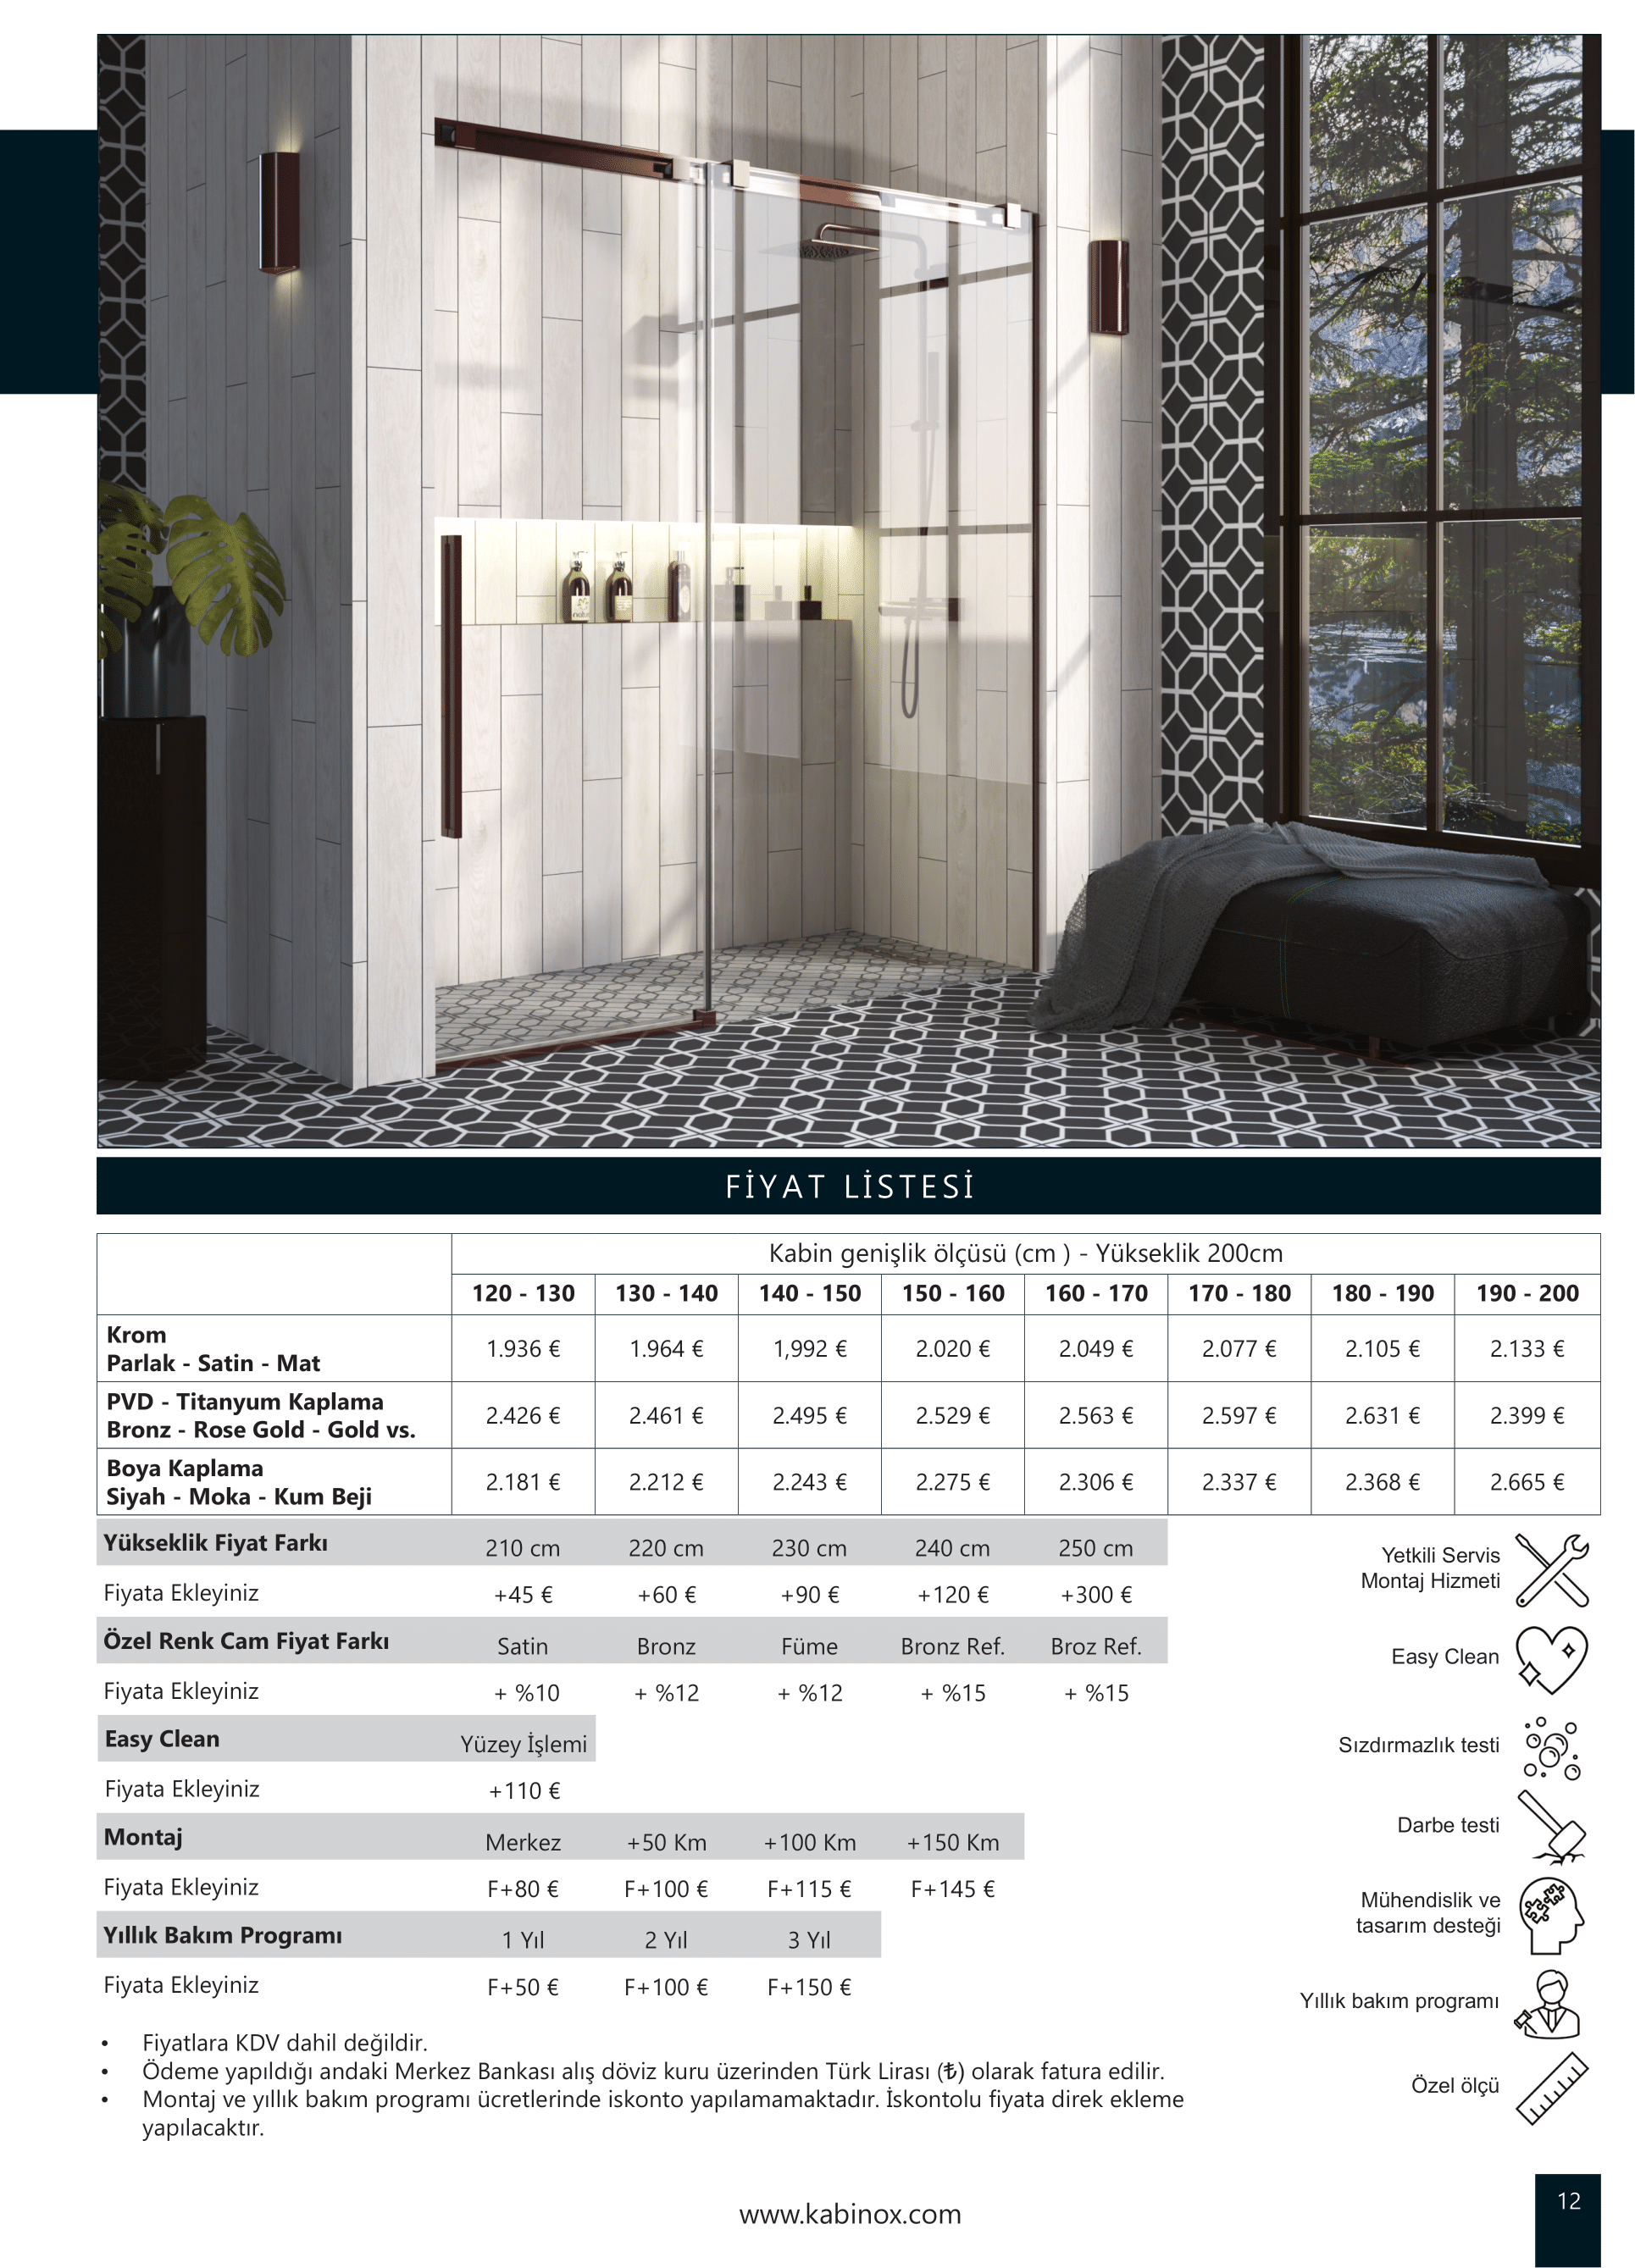 FİYAT LİSTESİ
Kabin genişlik ölçüsü (cm ) - Yükseklik 200cm
120 - 130 130 - 140 140 - 150 150 - 160 160 - 170 170 - 180 180 - 190 190 - 200
Krom
Parlak - Satin - Mat
1.936 € 1.964 € 1,992 € 2.020 € 2.049 € 2.077 € 2.105 € 2.133 €
PVD - Titanyum Kaplama
Bronz - Rose Gold - Gold vs.
2.426 € 2.461 € 2.495 € 2.529 € 2.563 € 2.597 € 2.631 € 2.399 €
Boya Kaplama
Siyah - Moka - Kum Beji
2.181 € 2.212 € 2.243 € 2.275 € 2.306 € 2.337 € 2.368 € 2.665 €
Yükseklik Fiyat Farkı 210 cm 220 cm 230 cm 240 cm 250 cm
Fiyata Ekleyiniz +45 € +60 € +90 € +120 € +300 €
Özel Renk Cam Fiyat Farkı Satin Bronz Füme Bronz Ref. Broz Ref.
Fiyata Ekleyiniz + %10 + %12 + %12 + %15 + %15
Easy Clean Yüzey İşlemi
Fiyata Ekleyiniz +110 €
Montaj Merkez +50 Km +100 Km +150 Km
Fiyata Ekleyiniz F+80 € F+100 € F+115 € F+145 €
Yıllık Bakım Programı 1 Yıl 2 Yıl 3 Yıl
Fiyata Ekleyiniz F+50 € F+100 € F+150 €
Yetkili Servis
Montaj Hizmeti
Easy Clean
Sızdırmazlık testi
Darbe testi
Mühendislik ve
tasarım desteği
Yıllık bakım programı
Özel ölçü
• Fiyatlara KDV dahil değildir.
• Ödeme yapıldığı andaki Merkez Bankası alış döviz kuru üzerinden Türk Lirası (₺) olarak fatura edilir.
• Montaj ve yıllık bakım programı ücretlerinde iskonto yapılamamaktadır. İskontolu fiyata direk ekleme
yapılacaktır.
www.kabinox.com
12